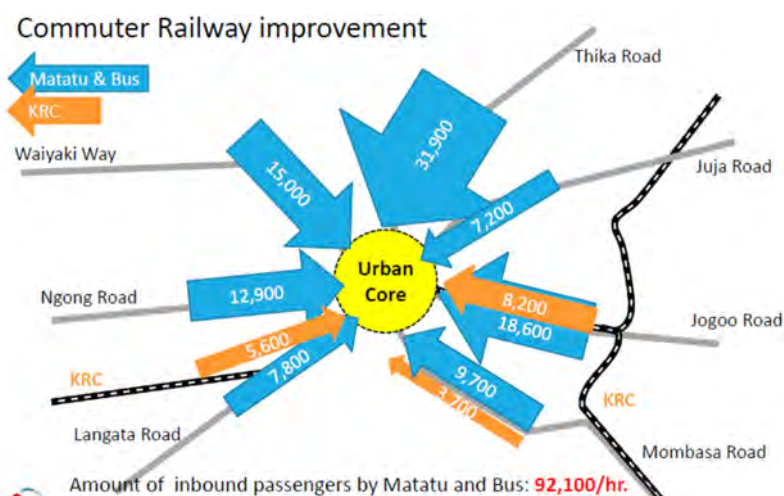 Commuter Railway improvement
Matatu & Bus
KRC
Thika Road
Waiyaki Way
15,000
31,900
Juja Road
7,200
Urban
Core
Ngong Road
12,900
8,200
18,600
Jogoo Road
5,600
7,800
9,700
3,700
KRC
KRC
Langata Road
Mombasa Road
Amount of inbound passengers by Matatu and Bus: 92,100/hr.